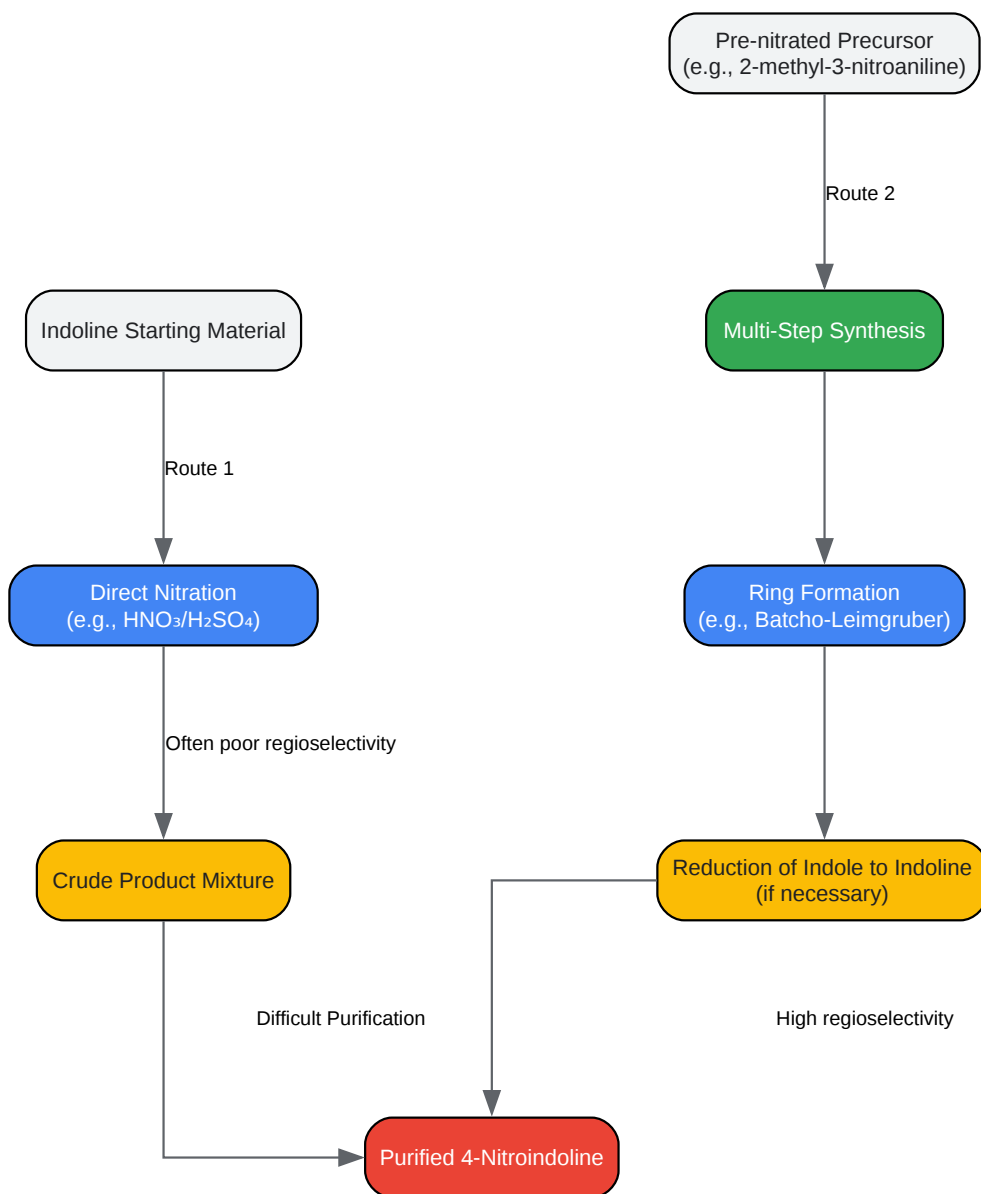 Pre-nitrated Precursor
(e.g., 2-methyl-3-nitroaniline)
Route 2
Indoline Starting Material
Multi-Step Synthesis
Route 1
Direct Nitration
(e.g., HNO₃/H₂SO₄)
Ring Formation
(e.g., Batcho-Leimgruber)
Often poor regioselectivity
Crude Product Mixture
Reduction of Indole to Indoline
(if necessary)
Difficult Purification
High regioselectivity
Purified 4-Nitroindoline